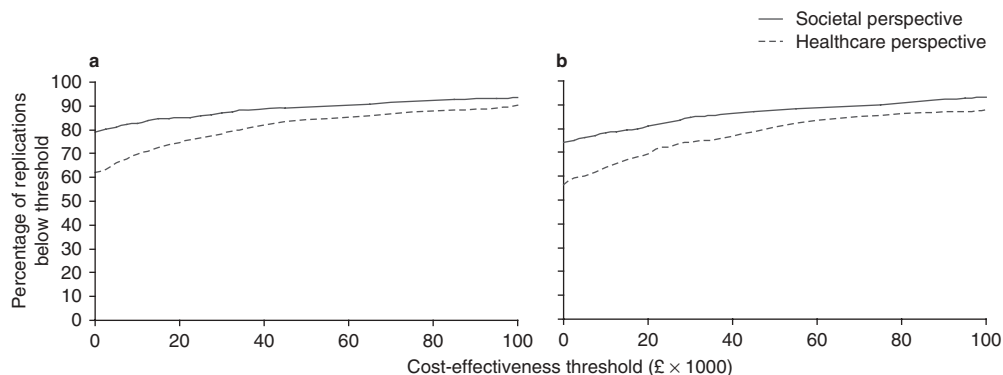 Societal perspective
Healthcare perspective
a
b
Percentage of replications
below threshold
100
90
80
70
60
50
40
30
20
10
0
0 20 40 60 80 100
0 20 40 60 80 100
Cost-effectiveness threshold (£ × 1000)